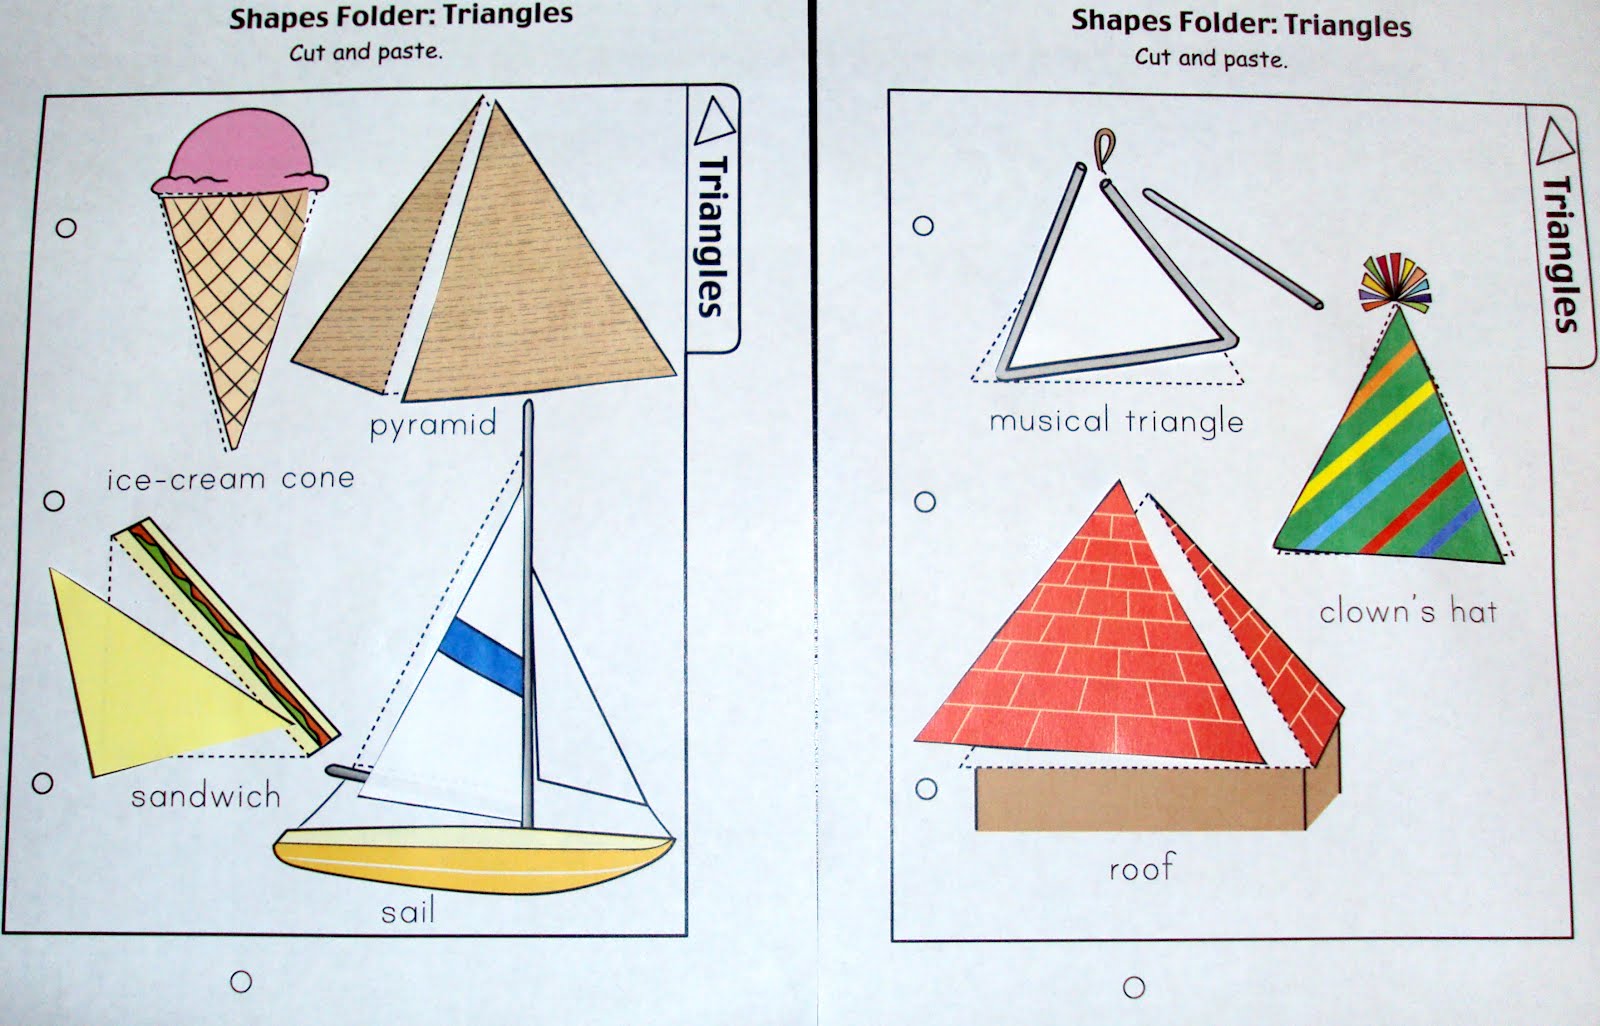 Shapes Folder: Triangles
Cut and paste.
Triangles
pyramid
ice-cream cone
sandwich
sail
Shapes Folder: Triangles
Cut and paste.
Triangles
musical triangle
clown's hat
roof